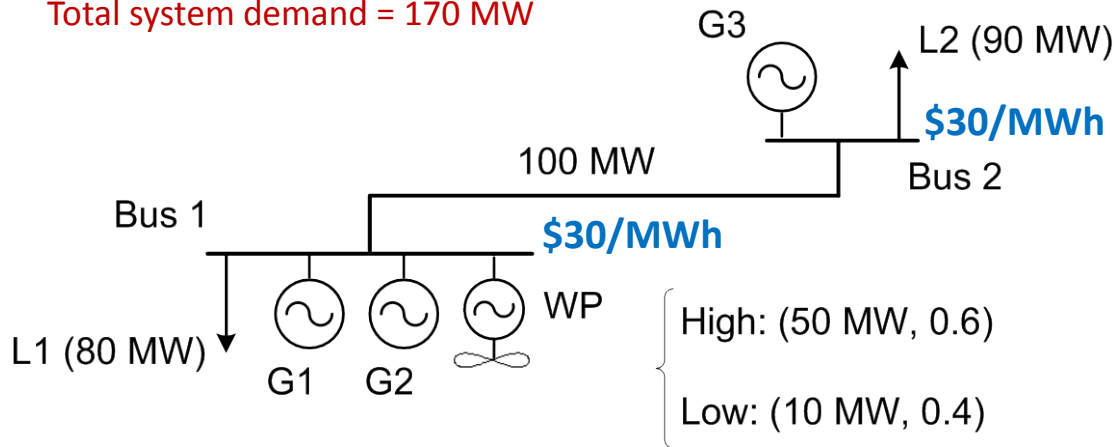 Total system demand = 170 MW
G3
L2 (90 MW)
$30/MWh
100 MW
Bus 2
Bus 1
$30/MWh
WP
High: (50 MW, 0.6)
L1 (80 MW)
G1
G2
Low: (10 MW, 0.4)